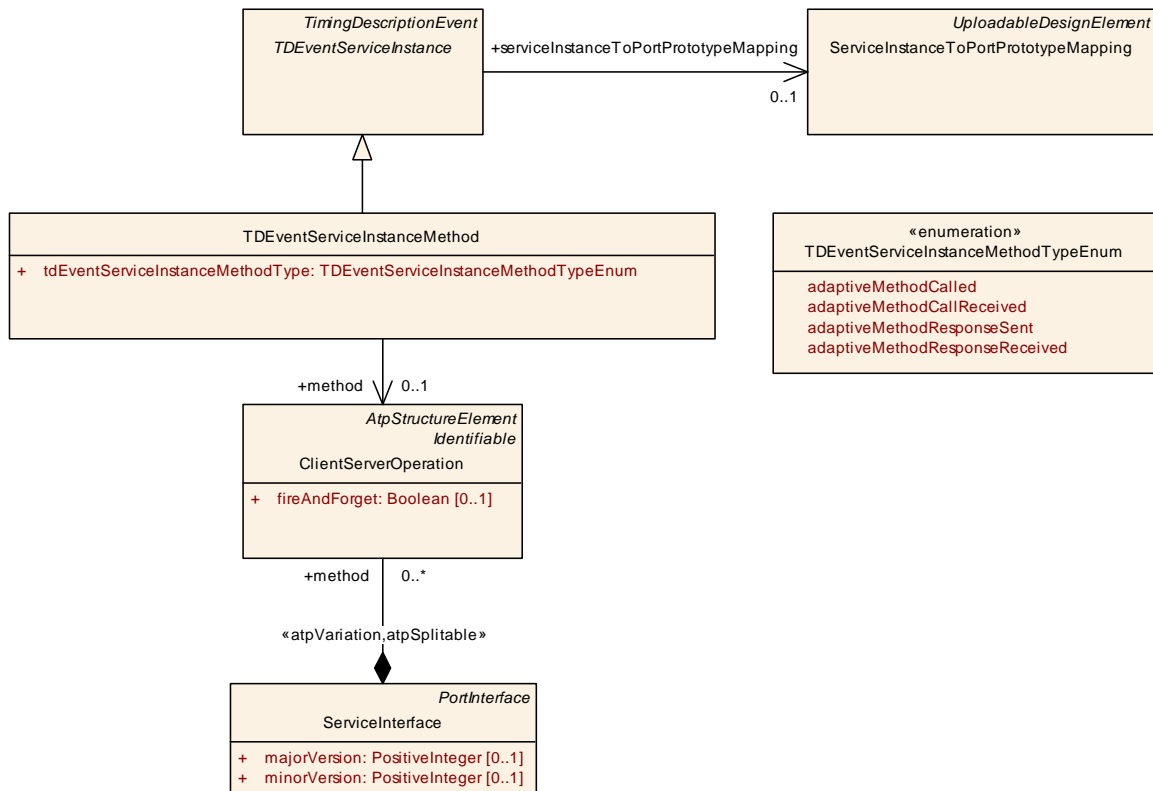 TimingDescriptionEvent
TDEventServiceInstance
+serviceInstanceToPortPrototypeMapping
0..1
UploadableDesignElement
ServiceInstanceToPortPrototypeMapping
TDEventServiceInstanceMethod
+ tdEventServiceInstanceMethodType: TDEventServiceInstanceMethodTypeEnum
«enumeration»
TDEventServiceInstanceMethodTypeEnum
adaptiveMethodCalled
adaptiveMethodCallReceived
adaptiveMethodResponseSent
adaptiveMethodResponseReceived
+method 0..1
AtpStructureElement
Identifiable
ClientServerOperation
+ fireAndForget: Boolean [0..1]
+method 0..*
«atpVariation,atpSplitable»
PortInterface
ServiceInterface
+ majorVersion: PositiveInteger [0..1]
+ minorVersion: PositiveInteger [0..1]